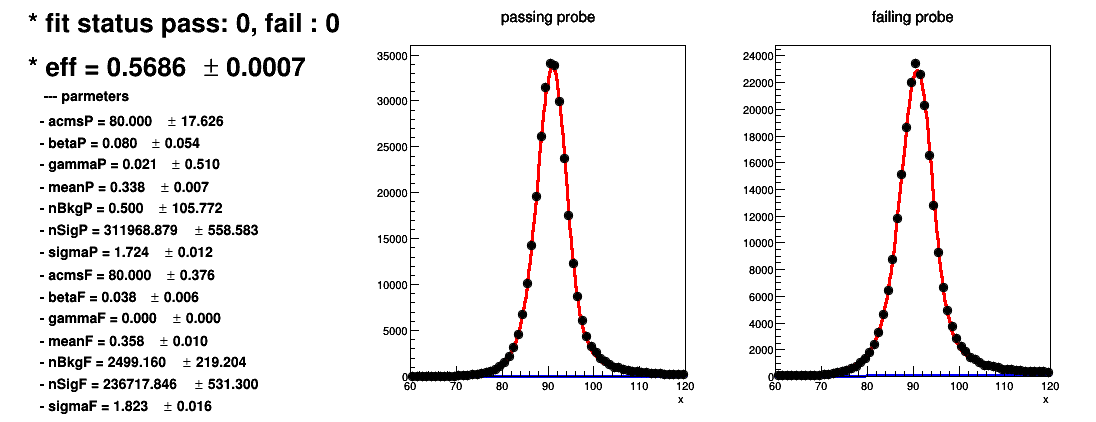 * fit status pass: 0, fail : 0
* eff = 0.5686 ± 0.0007
--- parmeters
- acmsP = 80.000 ± 17.626
- betaP = 0.080 ± 0.054
- gammaP = 0.021 ± 0.510
- meanP = 0.338 ± 0.007
- nBkgP = 0.500 ± 105.772
- nSigP = 311968.879 ± 558.583
- sigmaP = 1.724 ± 0.012
- acmsF = 80.000 ± 0.376
- betaF = 0.038 ± 0.006
- gammaF = 0.000 ± 0.000
- meanF = 0.358 ± 0.010
- nBkgF = 2499.160 ± 219.204
- nSigF = 236717.846 ± 531.300
- sigmaF = 1.823 ± 0.016
passing probe
35000
30000
25000
20000
15000
10000
5000
0
60 70 80 90 100 110 120
x
failing probe
24000
22000
20000
18000
16000
14000
12000
10000
8000
6000
4000
2000
0
60 70 80 90 100 110 120
x